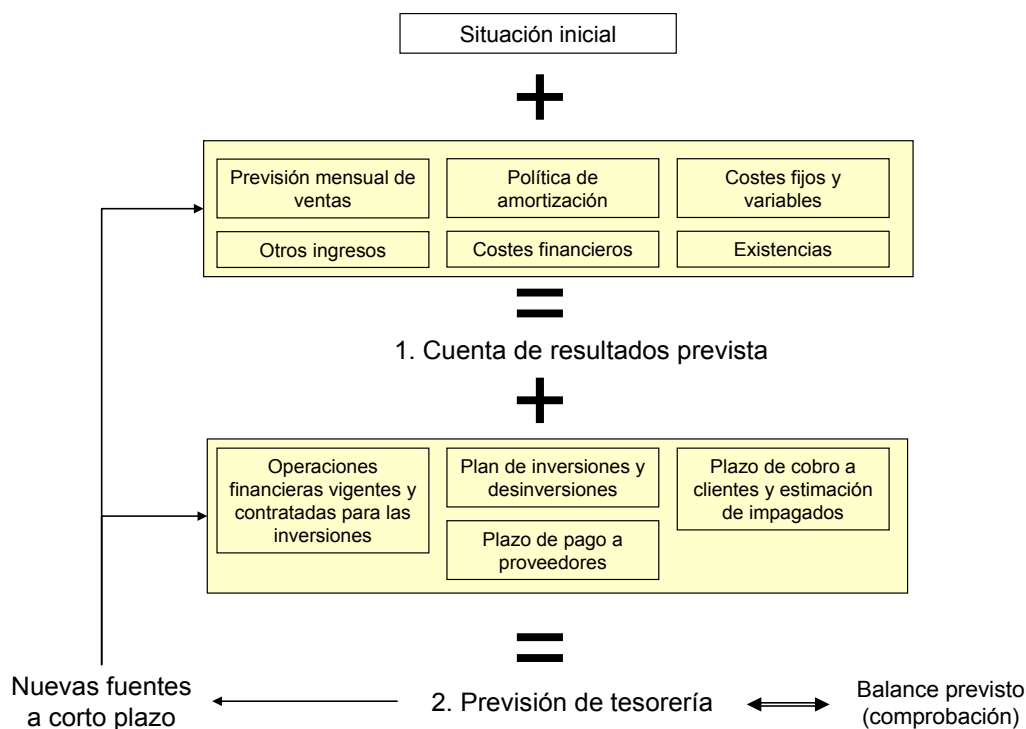 Situación inicial
+
Previsión mensual de
ventas
Política de
amortización
Costes fijos y
variables
Otros ingresos
Costes financieros
Existencias
=
1. Cuenta de resultados prevista
+
Operaciones
financieras vigentes y
contratadas para las
inversiones
Plan de inversiones y
desinversiones
Plazo de pago a
proveedores
Plazo de cobro a
clientes y estimación
de impagados
=
Nuevas fuentes
a corto plazo
2. Previsión de tesorería
Balance previsto
(comprobación)